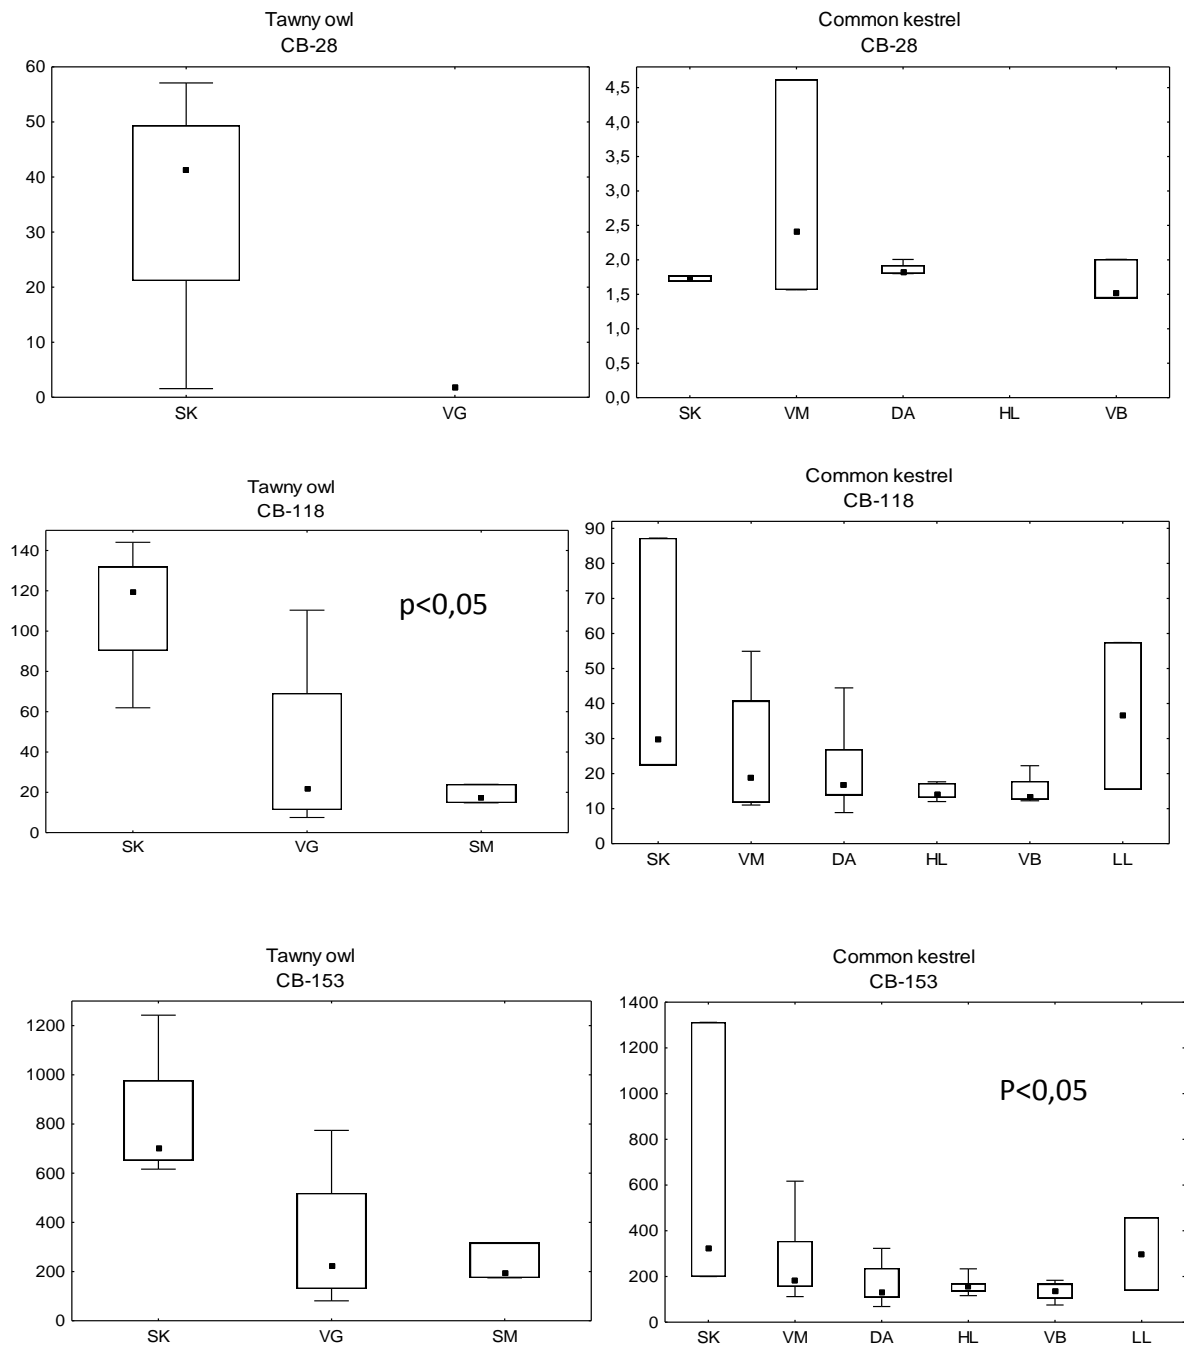 Tawny owl
CB-28
60
50
40
30
20
10
0
SK VG
Common kestrel
CB-28
4,5
4,0
3,5
3,0
2,5
2,0
1,5
1,0
0,5
0,0
SK VM DA HL VB
Tawny owl
CB-118
140
120
100
80
60
40
20
0
p<0,05
SK VG SM
Common kestrel
CB-118
90
80
70
60
50
40
30
20
10
0
SK VM DA HL VB LL
Tawny owl
CB-153
1200
1000
800
600
400
200
0
SK VG SM
Common kestrel
CB-153
1400
1200
1000
800
600
400
200
0
P<0,05
SK VM DA HL VB LL